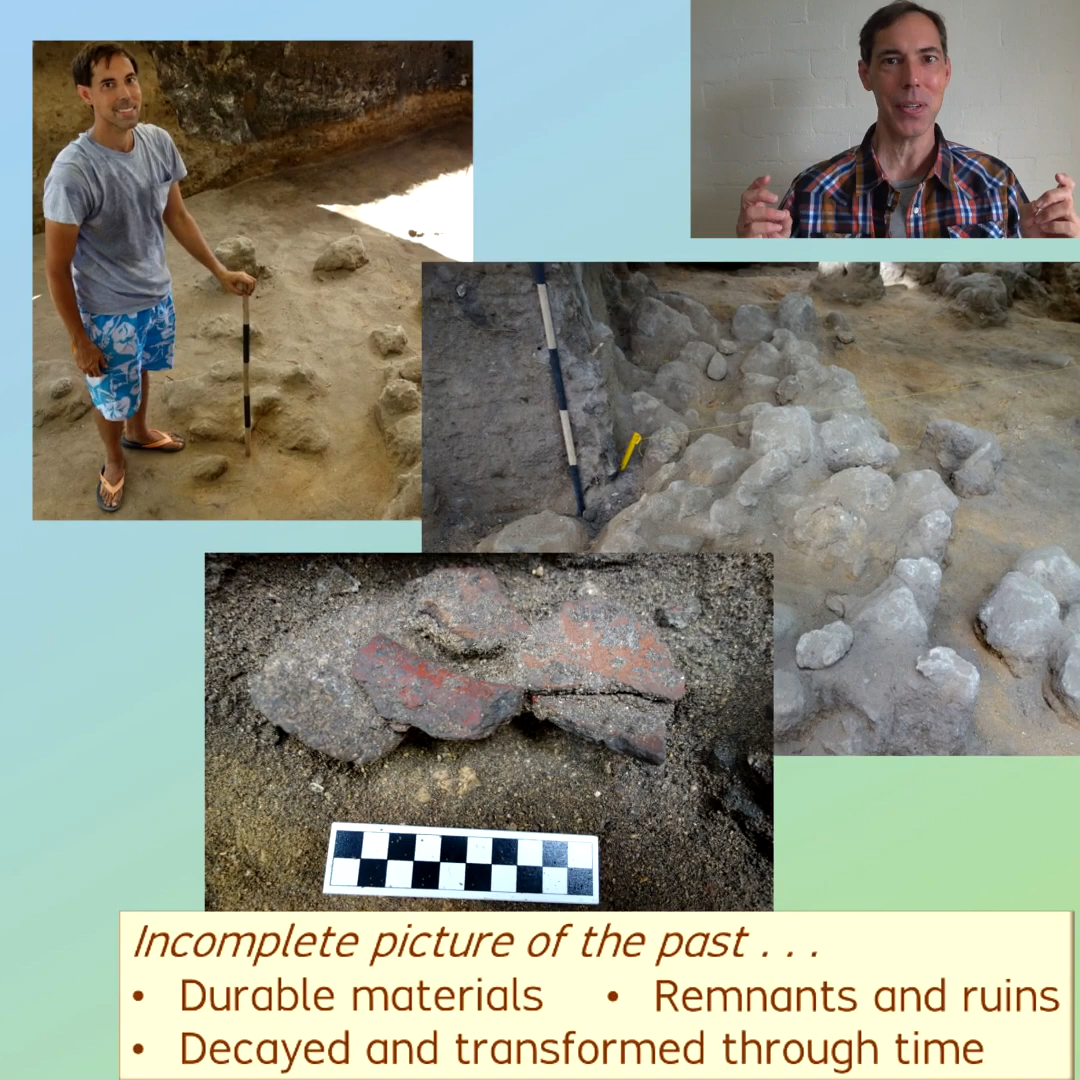 Incomplete picture of the past . . .
• Durable materials • Remnants and ruins
• Decayed and transformed through time